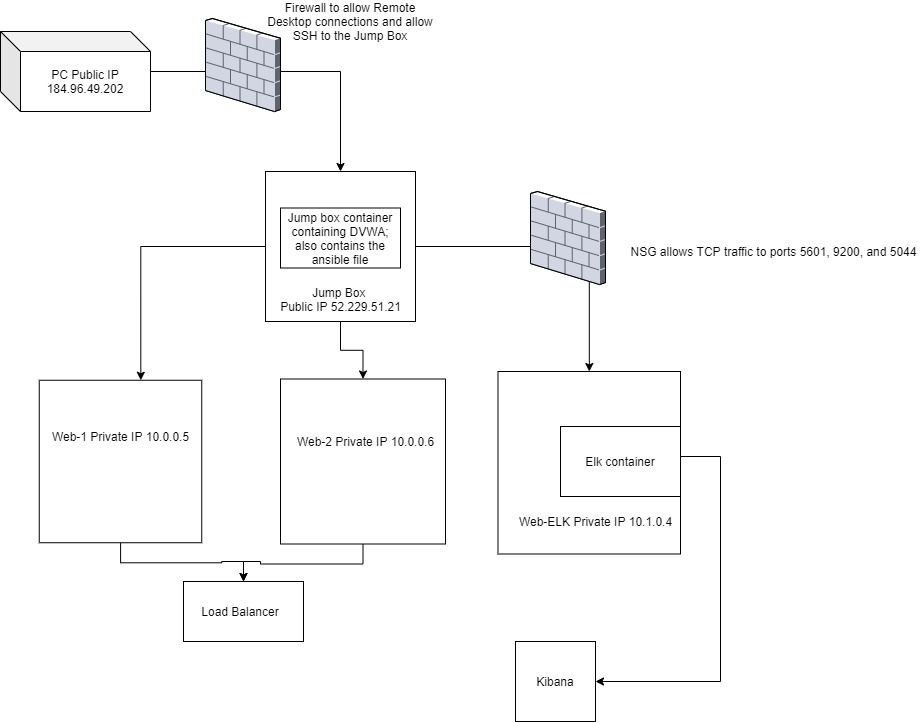 Firewall to allow Remote
Desktop connections and allow
SSH to the Jump Box
PC Public IP
184.96.49.202
Jump box container
containing DVWA;
also contains the
ansible file
Jump Box
Public IP 52.229.51.21
NSG allows TCP traffic to ports 5601, 9200, and 5044
Web-1 Private IP 10.0.0.5
Web-2 Private IP 10.0.0.6
Elk container
Web-ELK Private IP 10.1.0.4
Load Balancer
Kibana